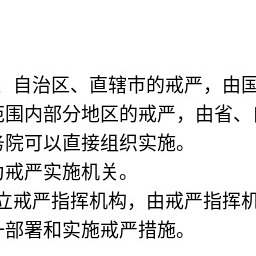 、自治区、直辖市的戒严，由国
范围内部分地区的戒严，由省、
务院可以直接组织实施。
为戒严实施机关。
立戒严指挥机构，由戒严指挥机
一部署和实施戒严措施。